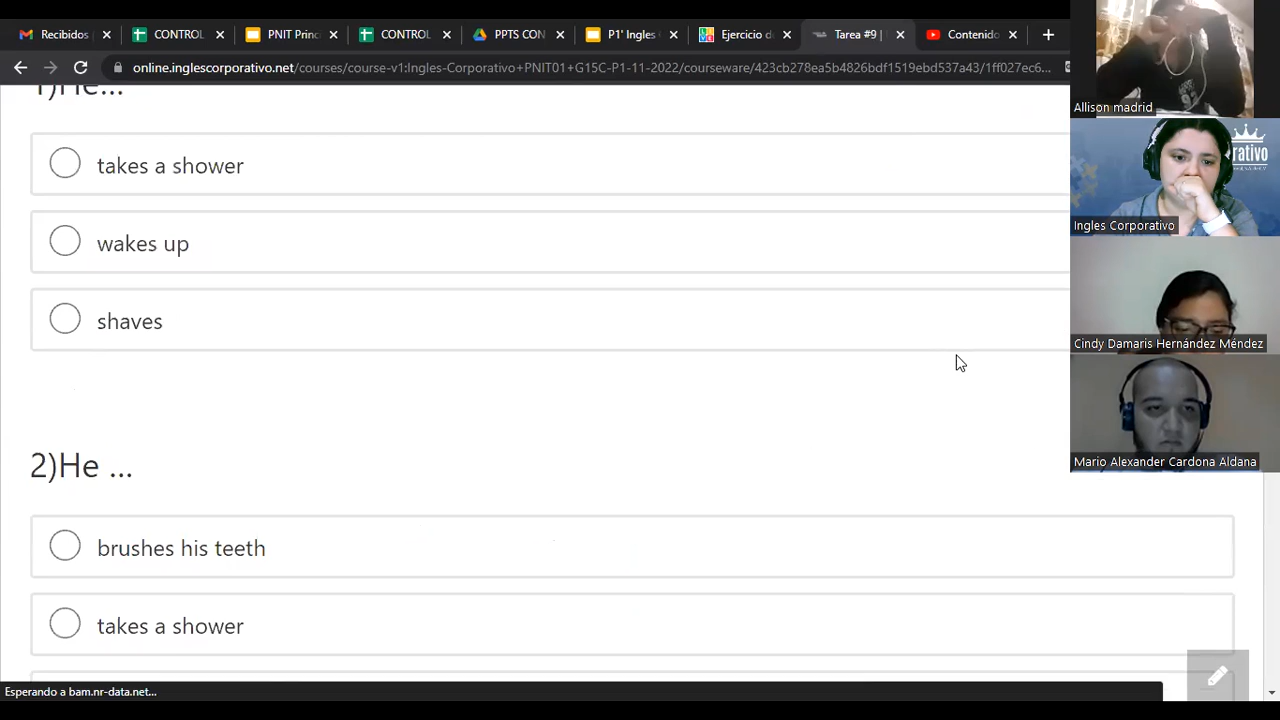 Recibidos
CONTROL
PNIT Princ
CONTROL
PPTS CON
P1' Ingles
Ejercicio d
Tarea #9 |
Contenido
online.inglescorporativo.net/courses/course-v1:Ingles-Corporativo+PNIT01+G15C-P1-11-2022/courseware/423cb278ea5b4826bdf1519ebd537a43/1ff027ec6...
1)He...
takes a shower
wakes up
shaves
2)He ...
brushes his teeth
takes a shower
Esperando a bam.nr-data.net...
Allison madrid
rativo
Ingles Corporativo
Cindy Damaris Hernández Méndez
Mario Alexander Cardona Aldana